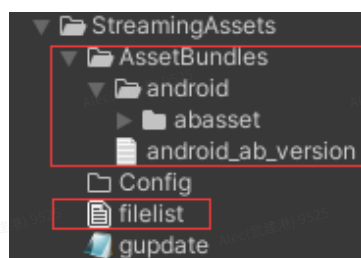 StreamingAssets
AssetBundles
android
abasset
android_ab_version
Config
filelist
gupdate